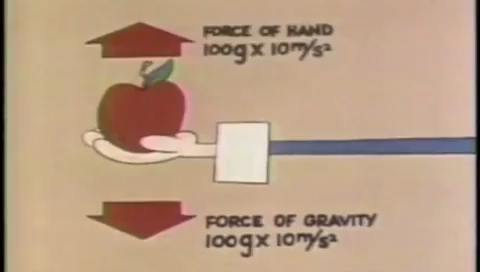 FORCE OF HAND
100g x 10m/s²
FORCE OF GRAVITY
100g x 10m/s²